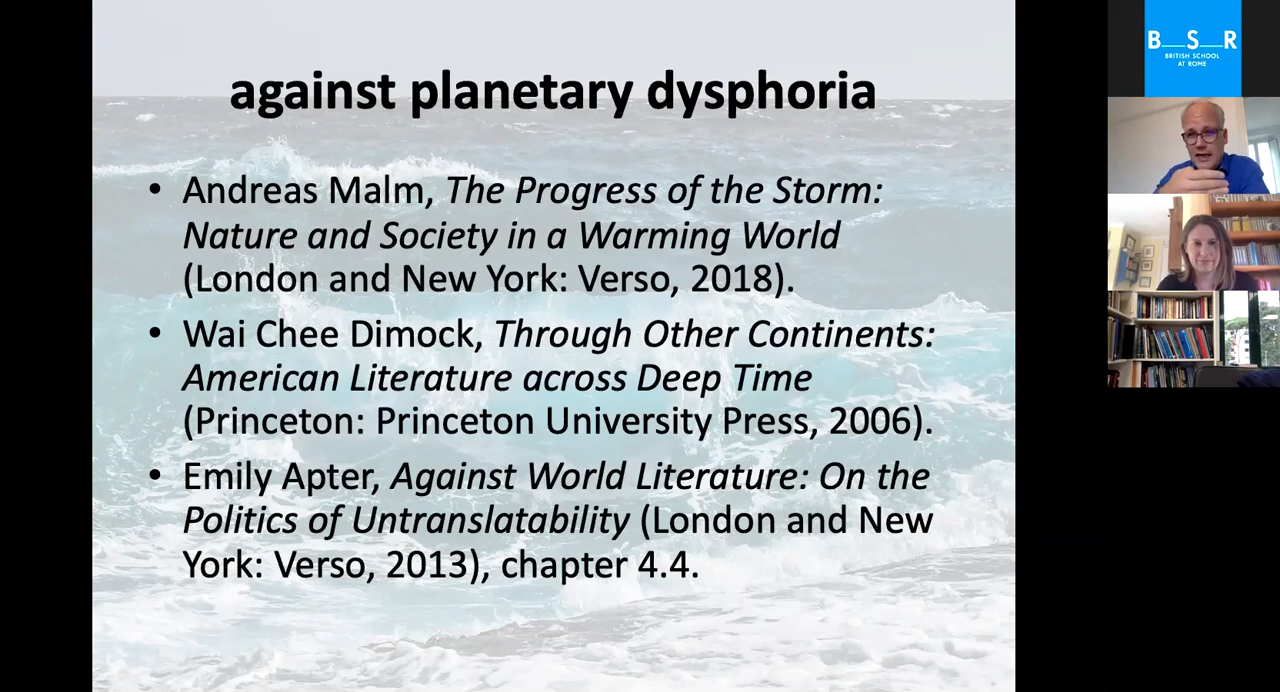 against planetary dysphoria
• Andreas Malm, The Progress of the Storm:
Nature and Society in a Warming World
(London and New York: Verso, 2018).
• Wai Chee Dimock, Through Other Continents:
American Literature across Deep Time
(Princeton: Princeton University Press, 2006).
• Emily Apter, Against World Literature: On the
Politics of Untranslatability (London and New
York: Verso, 2013), chapter 4.4.
B__S__R
BRITISH SCHOOL
AT ROME